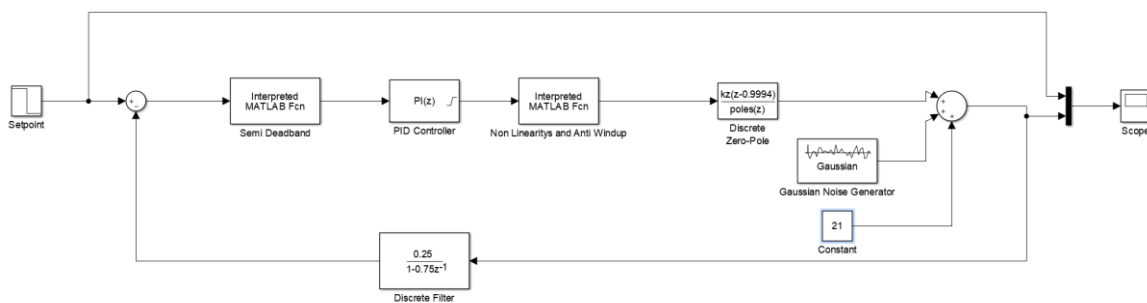 Setpoint
+
−
Interpreted
MATLAB Fcn
Semi Deadband
PI(z)
PID Controller
Interpreted
MATLAB Fcn
Non Linearitys and Anti Windup
kz(z-0.9994)
poles(z)
Discrete
Zero-Pole
+
+
+
Gaussian
Gaussian Noise Generator
21
Constant
Scope
0.25
1-0.75z⁻¹
Discrete Filter